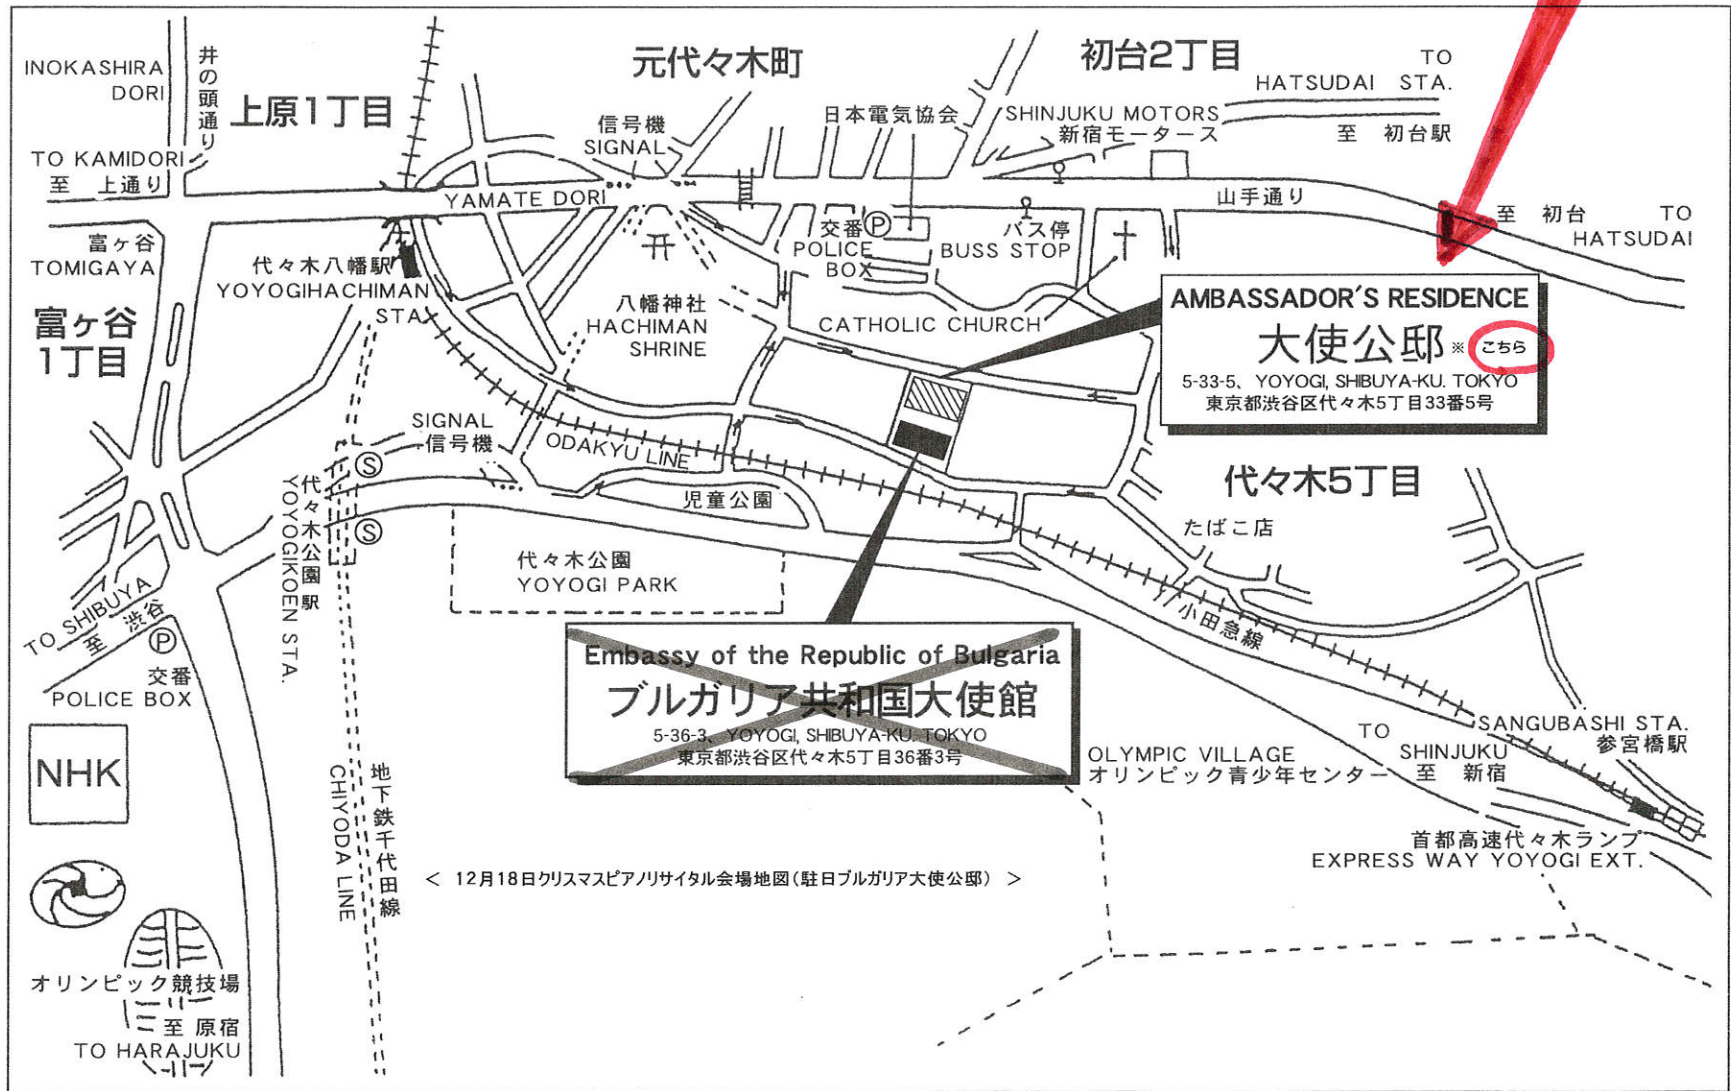 INOKASHIRA
DORI
井の頭通り
上原1丁目
元代々木町
初台2丁目
TO
HATSUDAI STA.
至 初台駅
信号機
SIGNAL
日本電気協会
SHINJUKU MOTORS
新宿モータース
TO KAMIDORI
至 上通り
YAMATE DORI
山手通り
至 初台 TO
HATSUDAI
富ヶ谷
TOMIGAYA
代々木八幡駅
YOYOGIHACHIMAN
STA.
交番 P
POLICE
BOX
バス停
BUSS STOP
富ヶ谷
1丁目
八幡神社
HACHIMAN
SHRINE
CATHOLIC CHURCH
AMBASSADOR'S RESIDENCE
大使公邸 ※ こちら
5-33-5、YOYOGI, SHIBUYA-KU. TOKYO
東京都渋谷区代々木5丁目33番5号
SIGNAL
信号機
ODAKYU LINE
代々木5丁目
S
S
代々木公園駅
YOYOGIKOEN STA.
児童公園
たばこ店
代々木公園
YOYOGI PARK
小田急線
TO SHIBUYA
至 渋谷
P
交番
POLICE BOX
Embassy of the Republic of Bulgaria
ブルガリア共和国大使館
5-36-3、YOYOGI, SHIBUYA-KU. TOKYO
東京都渋谷区代々木5丁目36番3号
NHK
地下鉄千代田線
CHIYODA LINE
OLYMPIC VILLAGE
オリンピック青少年センター
TO
SHINJUKU
至 新宿
SANGUBASHI STA.
参宮橋駅
首都高速代々木ランプ
EXPRESS WAY YOYOGI EXT.
< 12月18日クリスマスピアノリサイタル会場地図(駐日ブルガリア大使公邸) >
オリンピック競技場
至 原宿
TO HARAJUKU